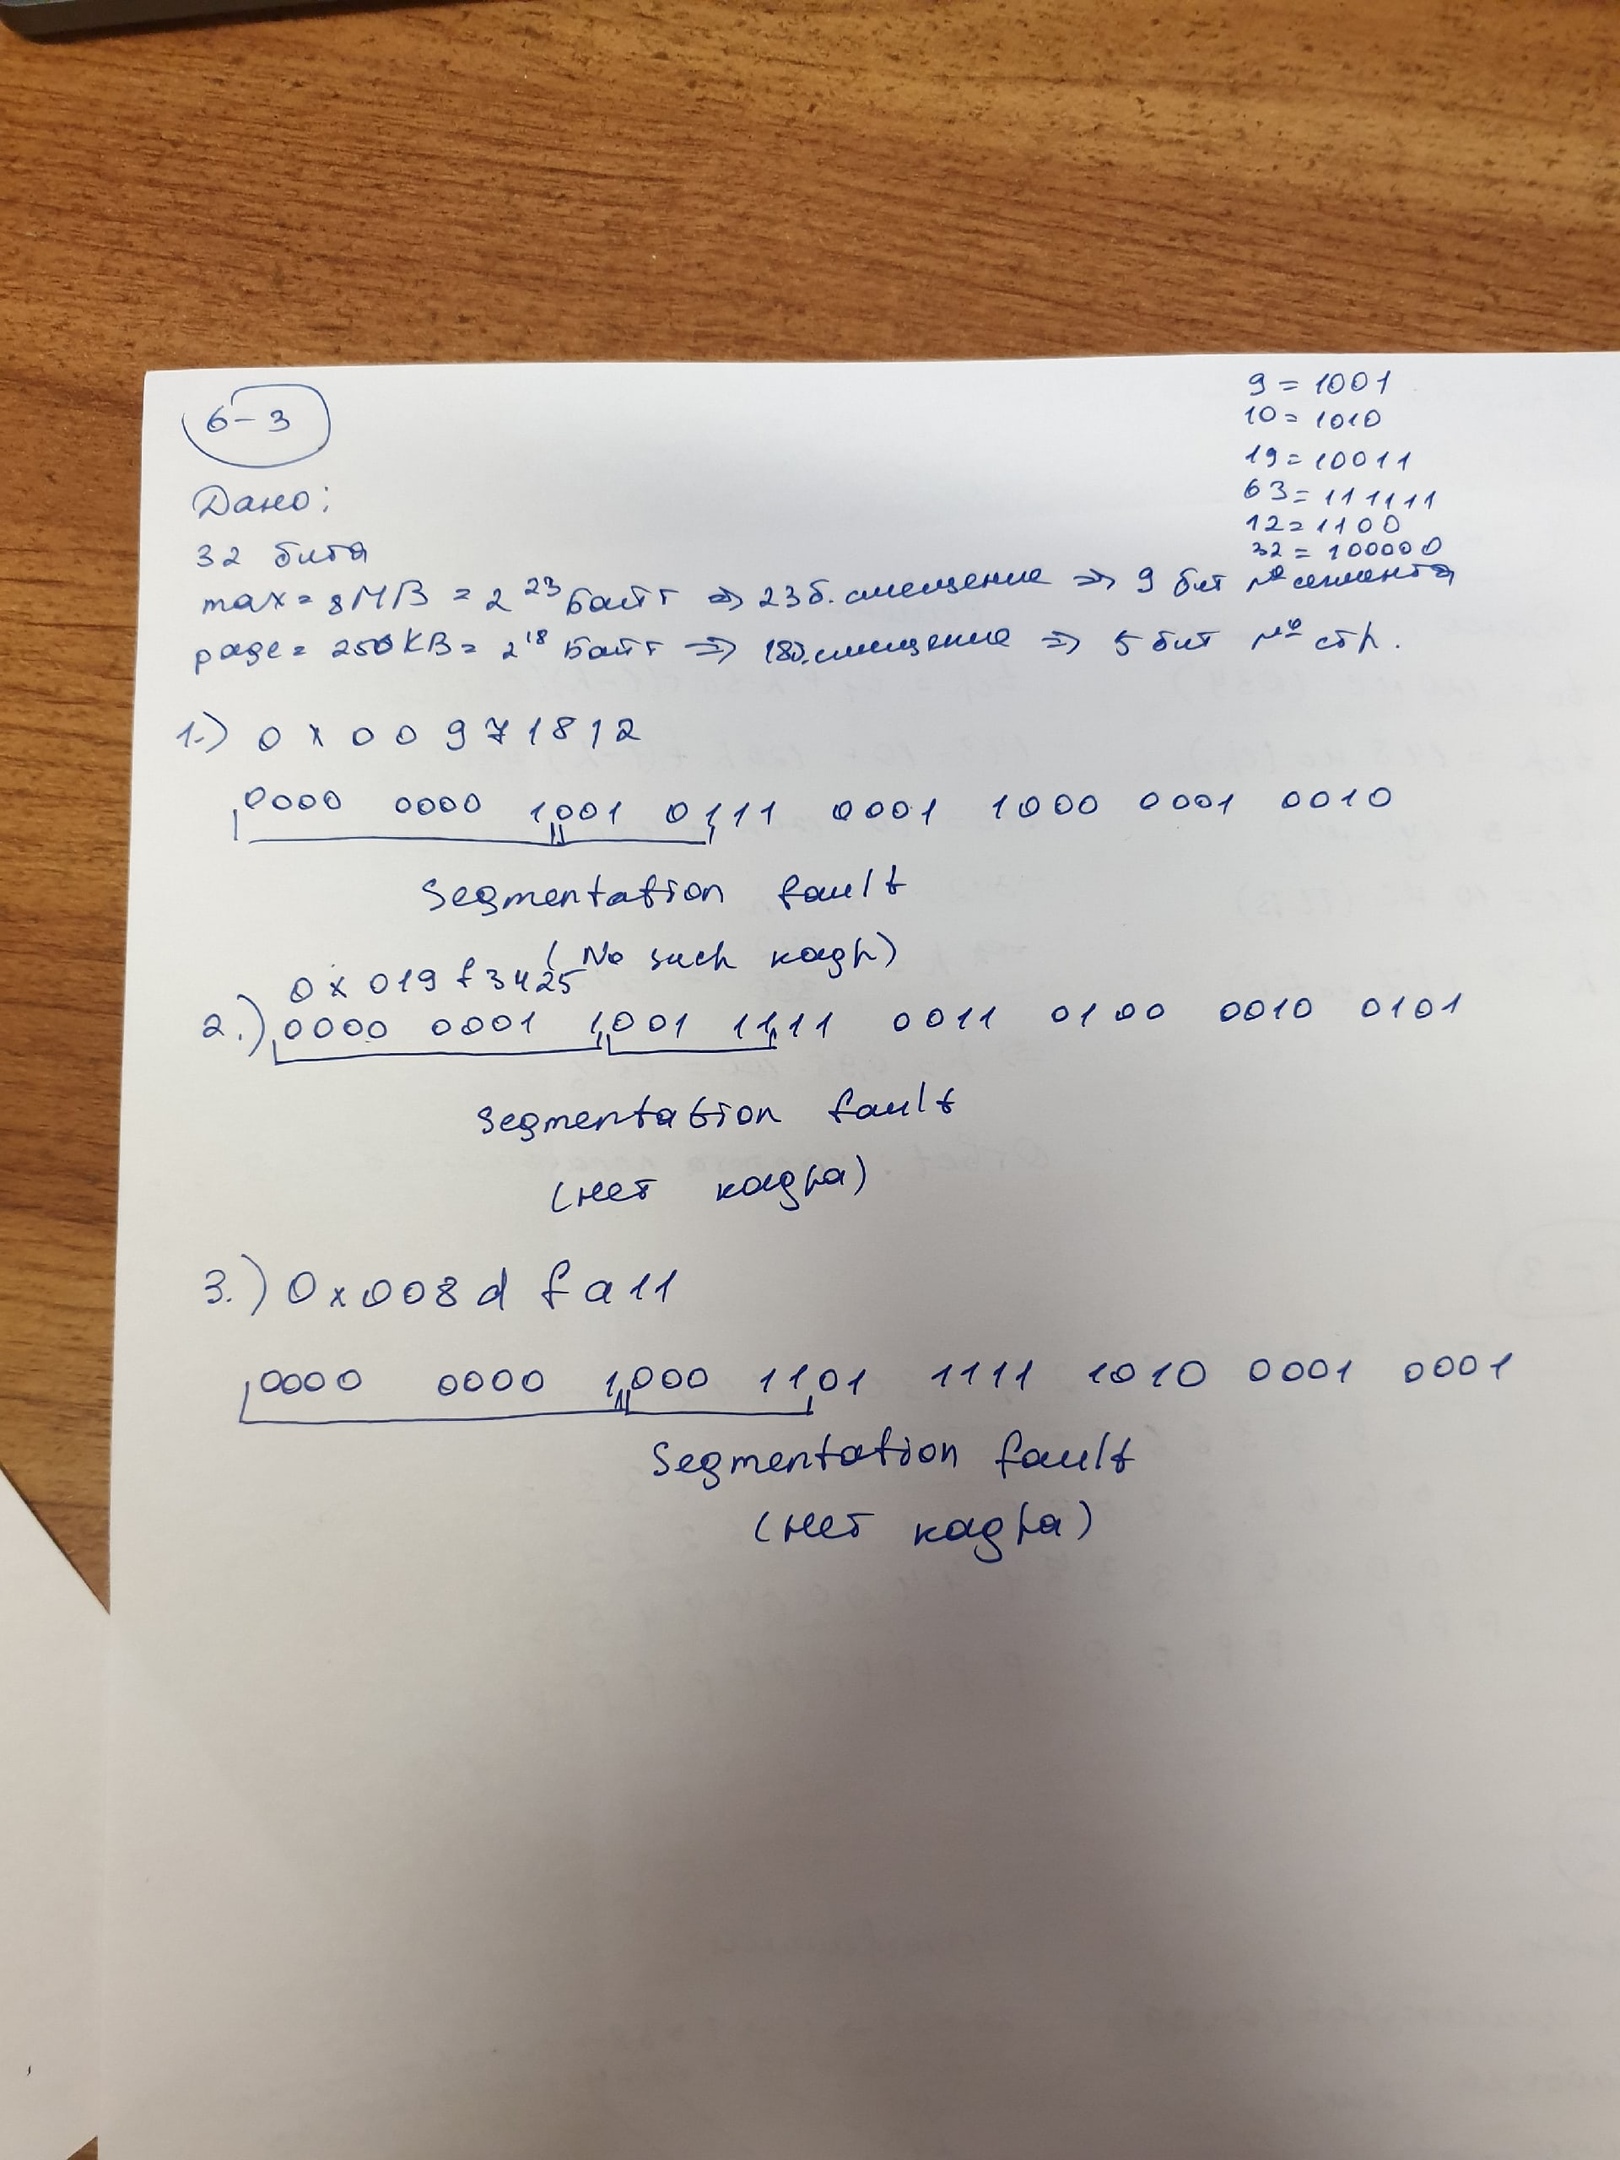 6-3
9 = 1001
10 = 1010
19 = 10011
63 = 111111
12 = 1100
32 = 100000
Дано:
32 бита
max = 8MB = 2^23 Байт => 23б. смещение => 9 бит № сегмента
page = 256KB = 2^18 Байт => 18б. смещение => 5 бит № стр.
1.) 0x00971812
0000 0000 1001 0111 0001 1000 0001 0010
Segmentation fault
(No such кадр)
0x019f3425
2.) 0000 0001 1001 1111 0011 0100 0010 0101
Segmentation fault
(нет кадра)
3.) 0x008dfa11
0000 0000 1000 1101 1111 1010 0001 0001
Segmentation fault
(нет кадра)